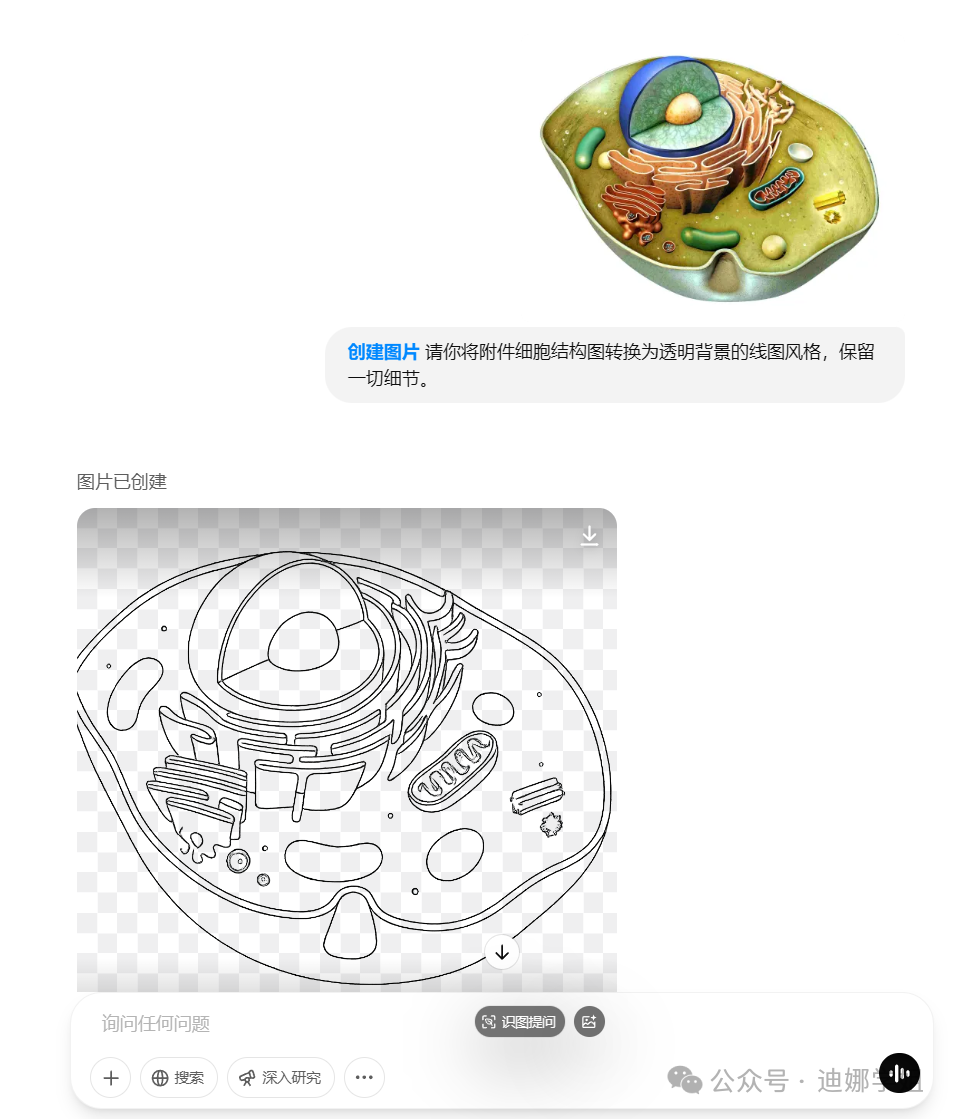 创建图片 请你将附件细胞结构图转换为透明背景的线图风格，保留
一切细节。
图片已创建
询问任何问题
识图提问
搜索
深入研究
公众号 · 迪娜学